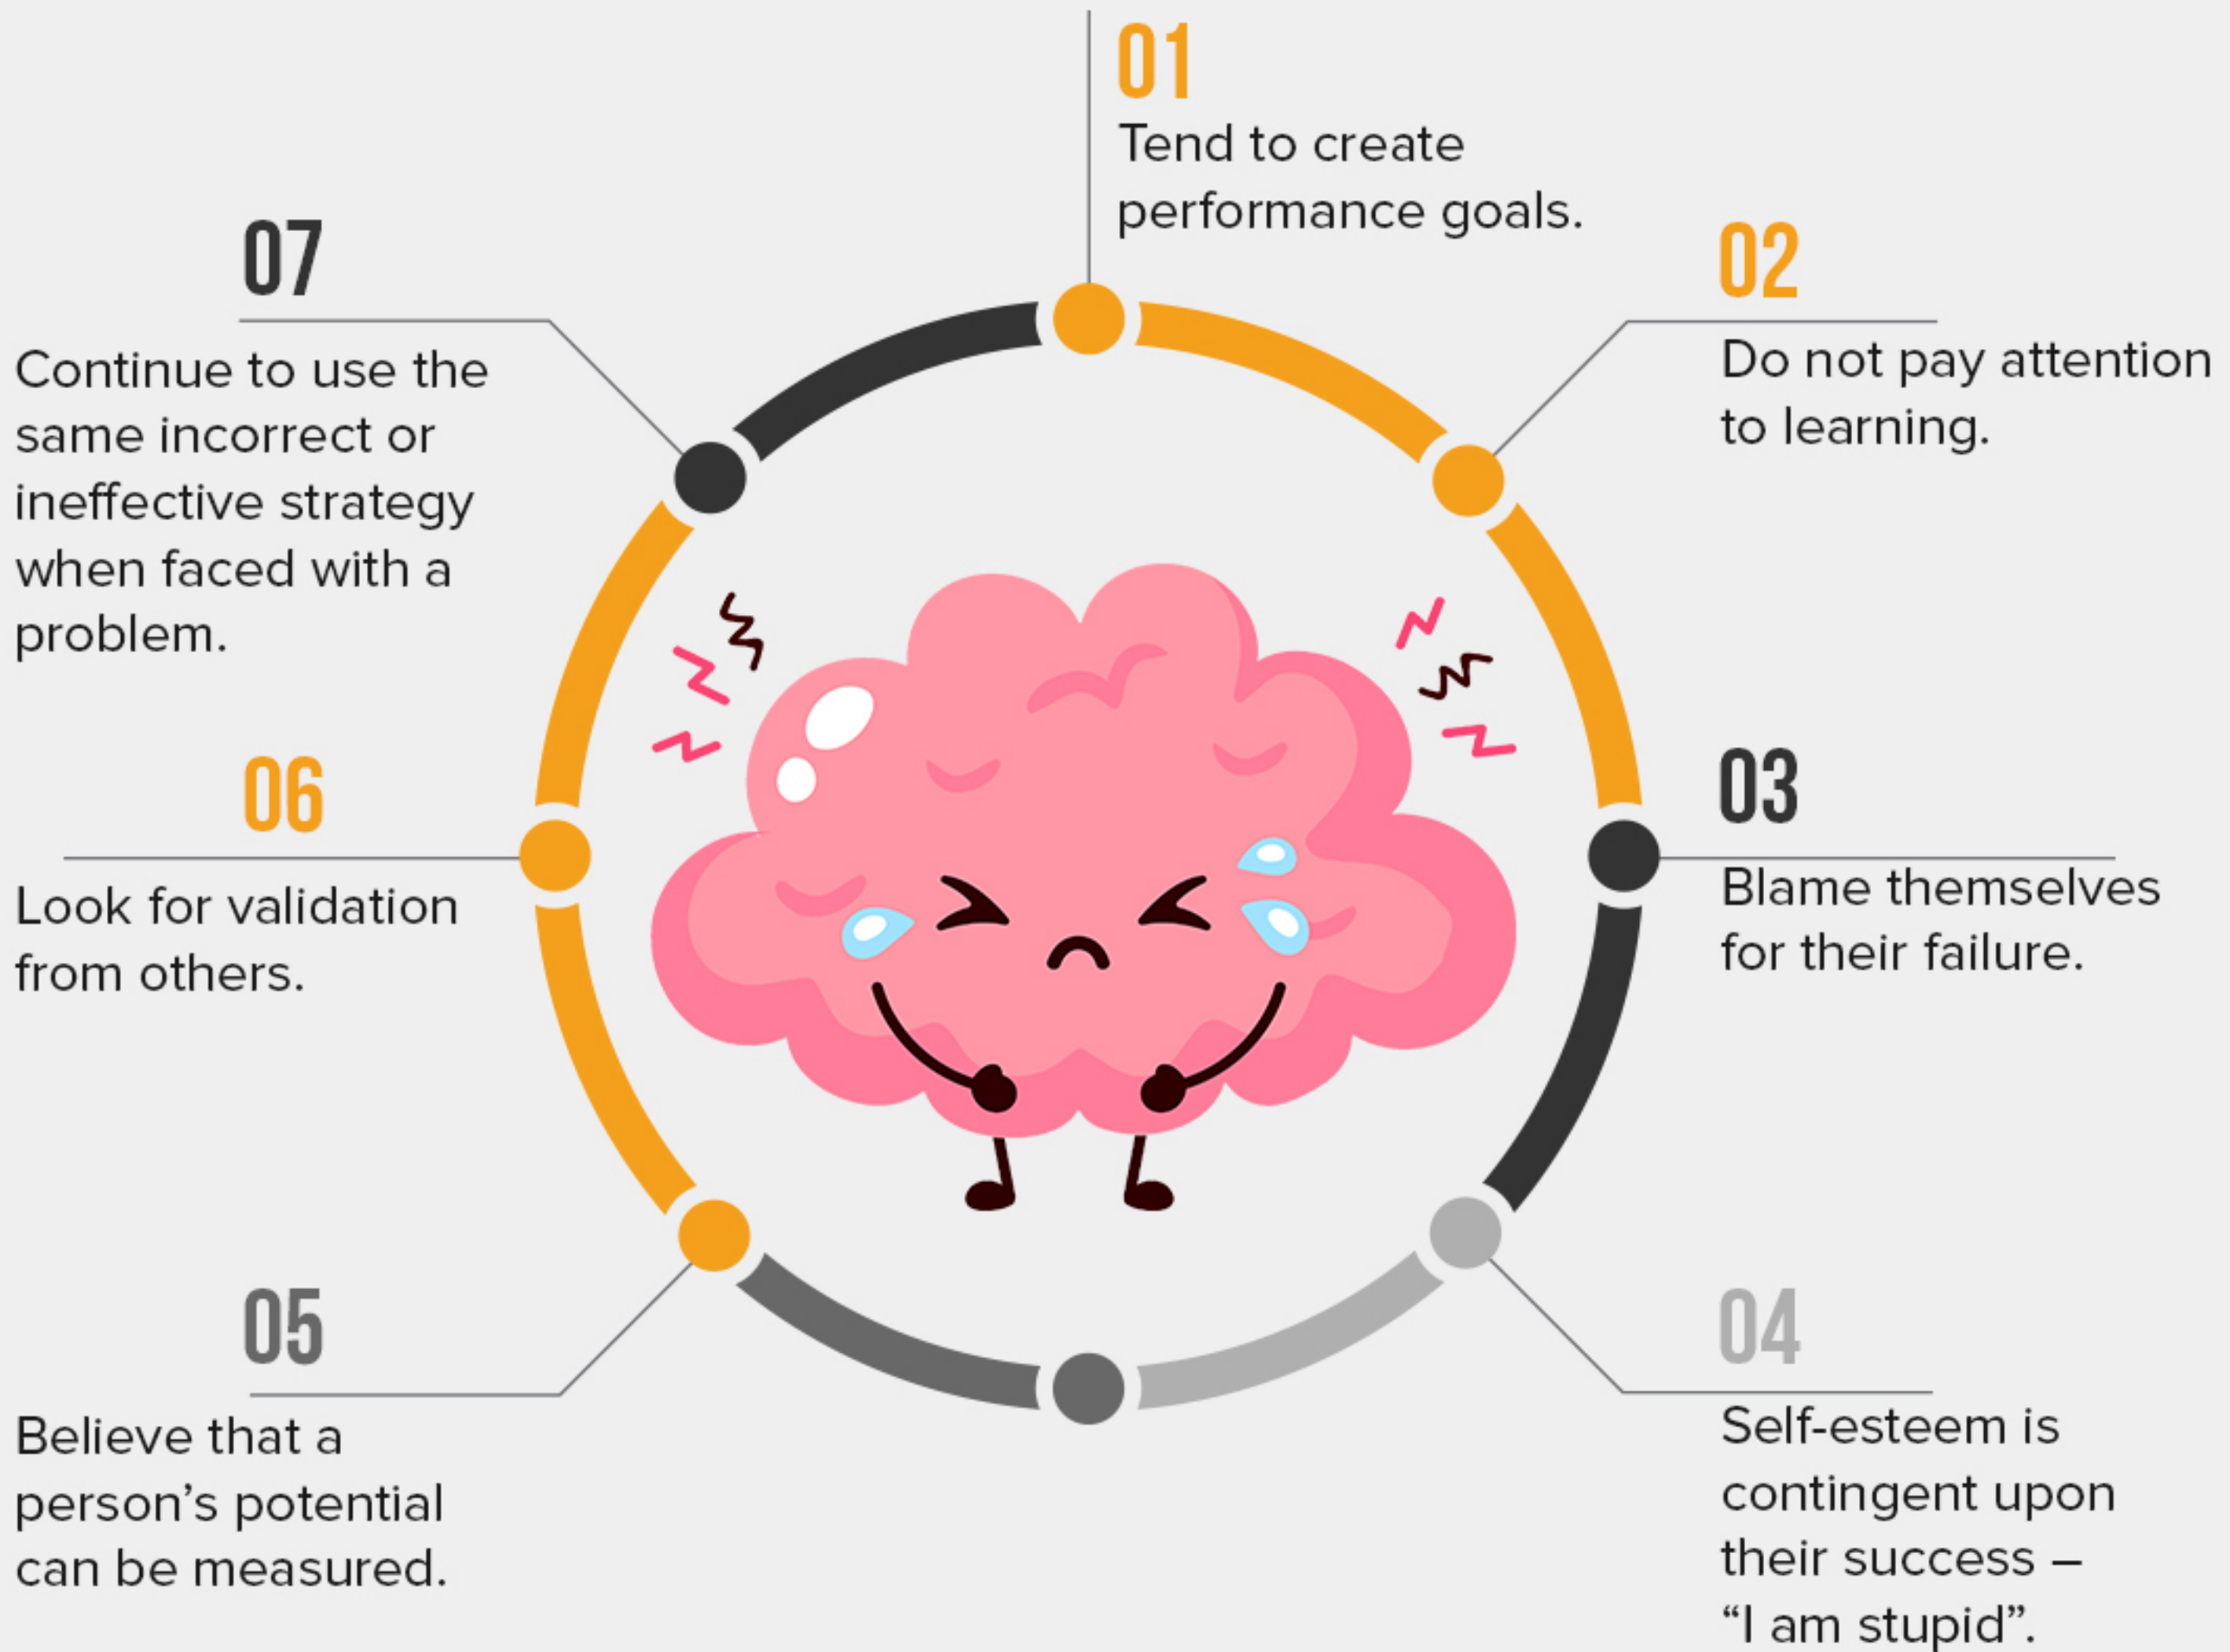 01
Tend to create
performance goals.
02
Do not pay attention
to learning.
03
Blame themselves
for their failure.
04
Self-esteem is
contingent upon
their success –
“I am stupid”.
05
Believe that a
person’s potential
can be measured.
06
Look for validation
from others.
07
Continue to use the
same incorrect or
ineffective strategy
when faced with a
problem.